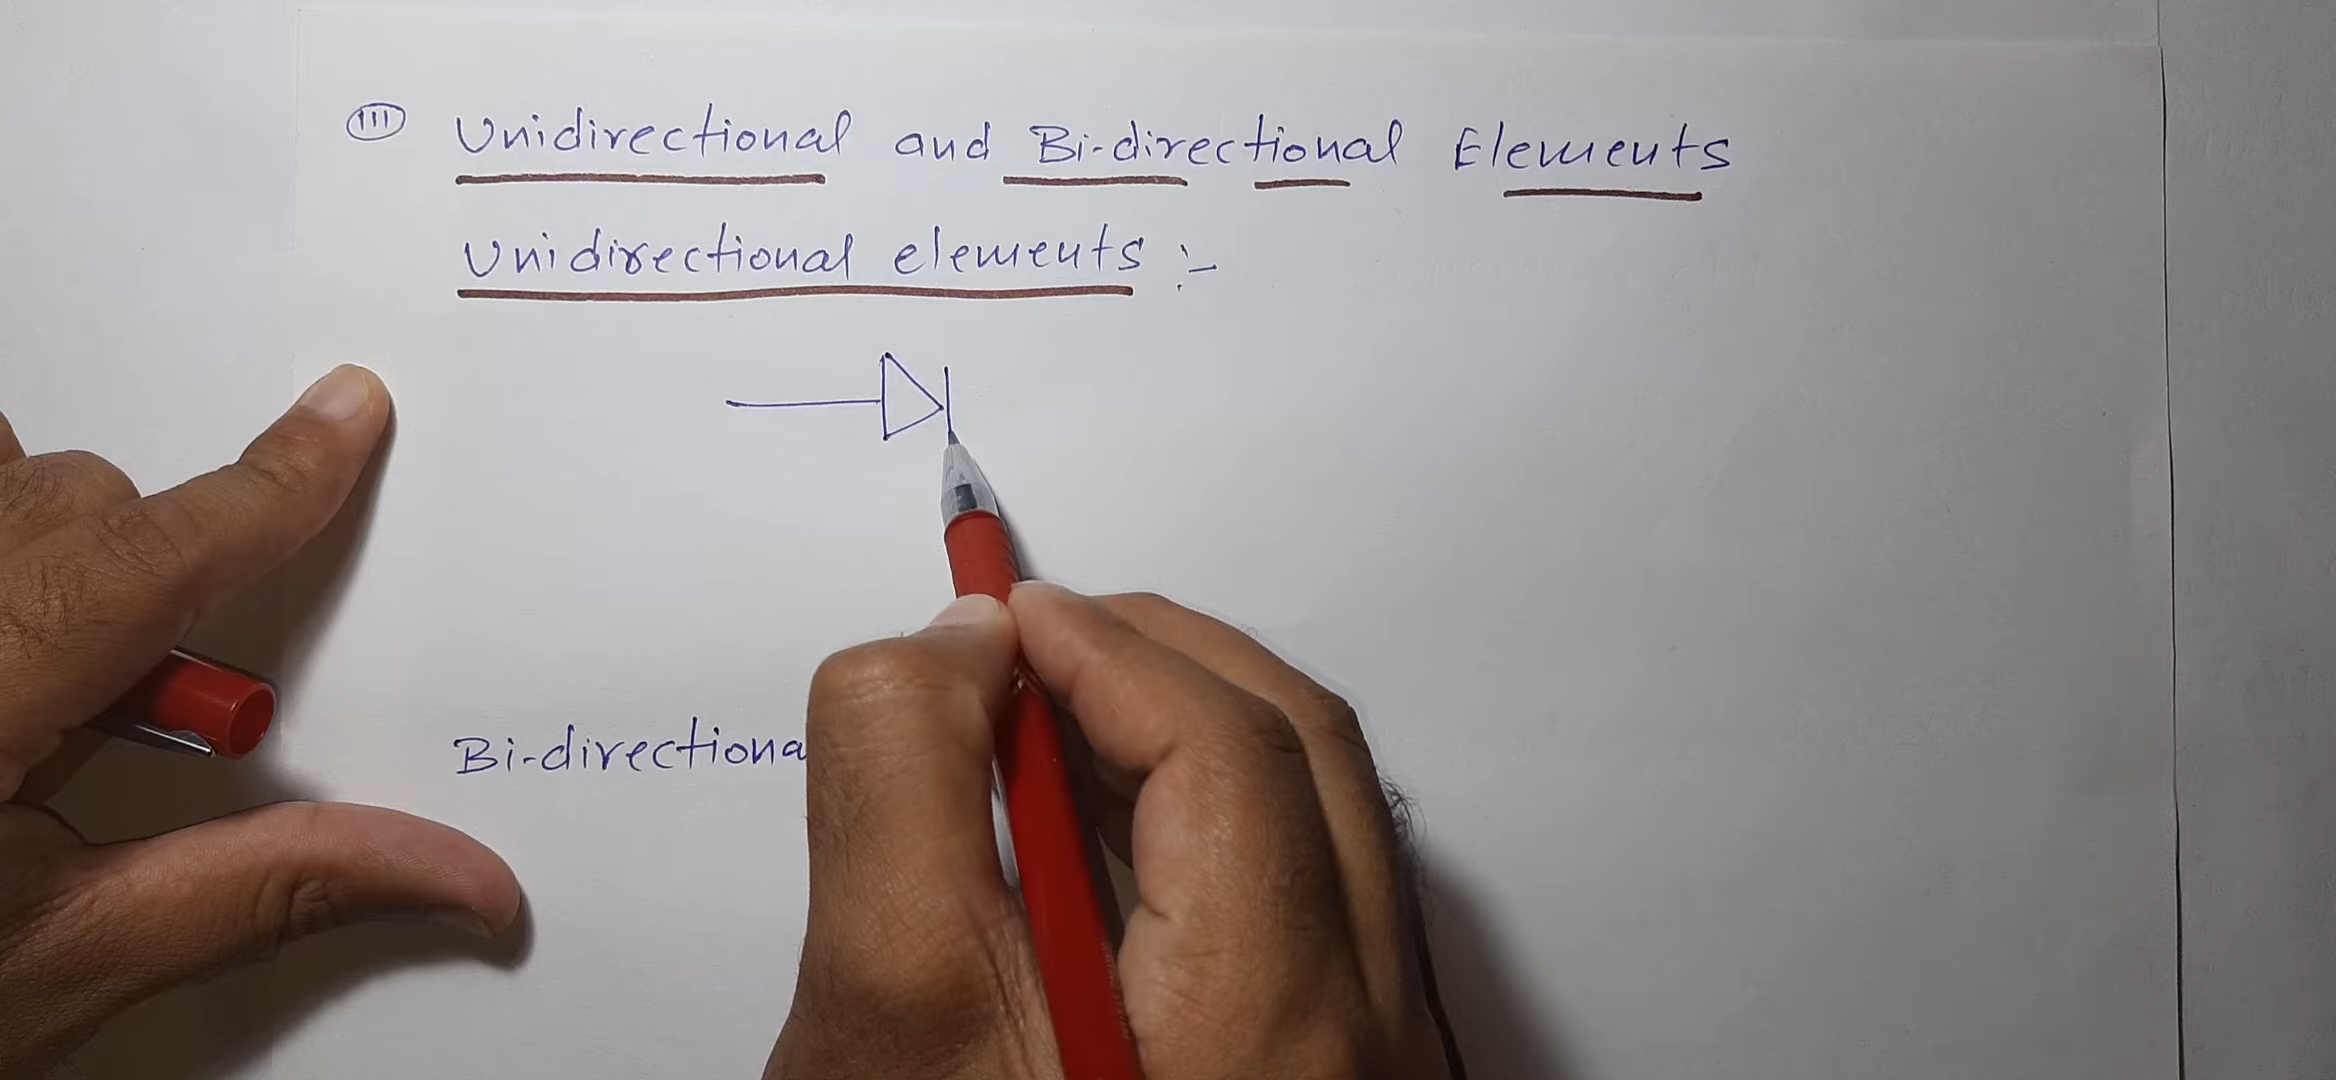 (III) Unidirectional and Bi-directional Elements
Unidirectional elements :-
Bi-directiona